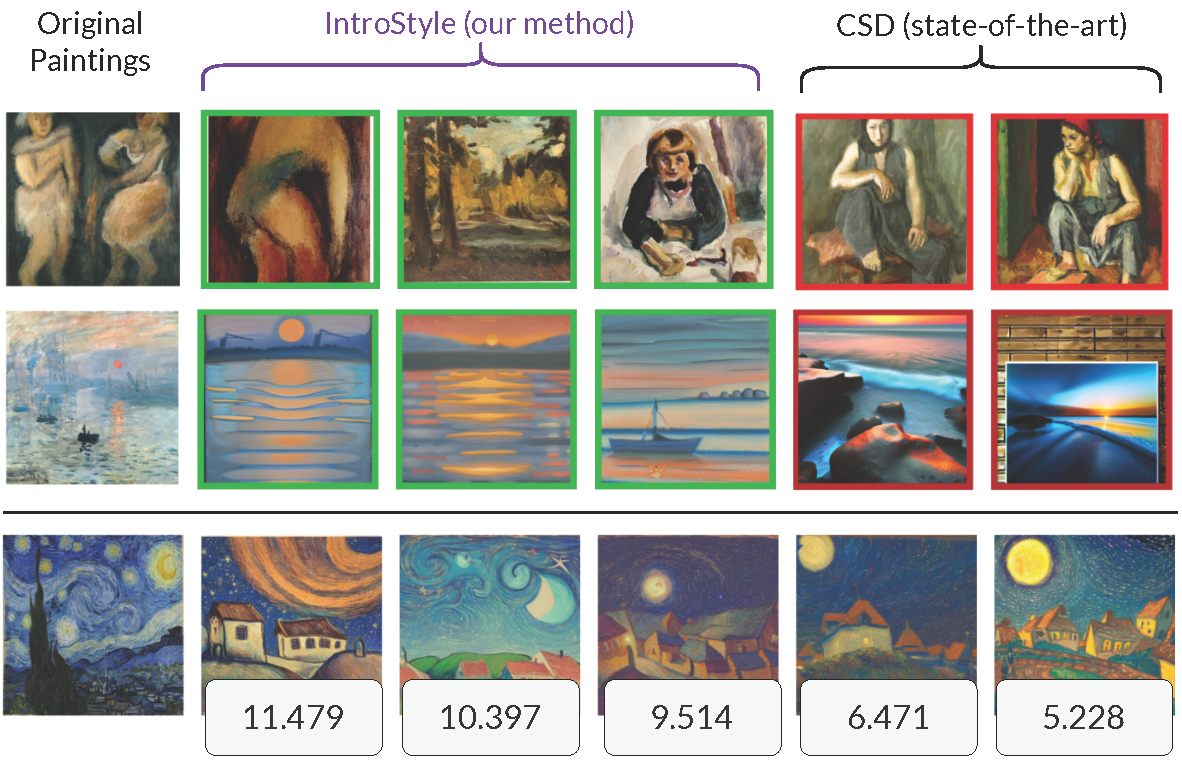 Original
Paintings
IntroStyle (our method)
CSD (state-of-the-art)
11.479
10.397
9.514
6.471
5.228